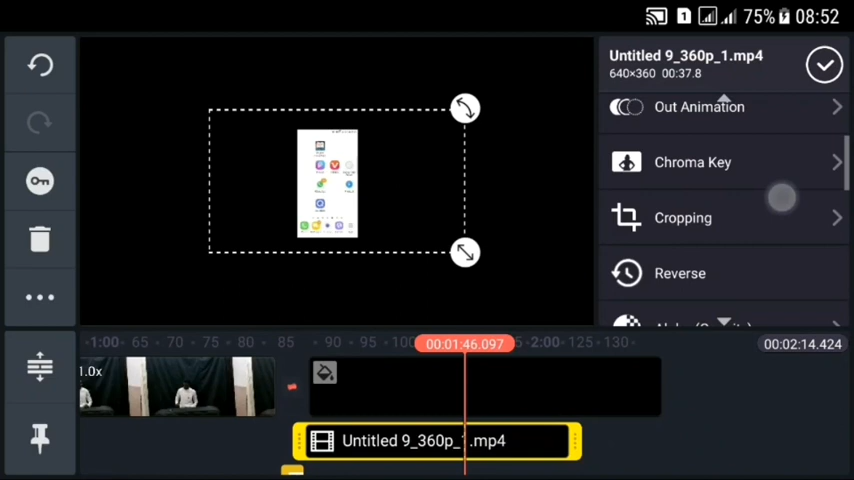 1 75% 08:52
Untitled 9_360p_1.mp4
640×360 00:37.8
Out Animation
Chroma Key
Cropping
Reverse
-1:00 65 70 75 80 85 90 95 100 00:01:46.097 2:00 125 130 00:02:14.424
1.0x
Untitled 9_360p_1.mp4